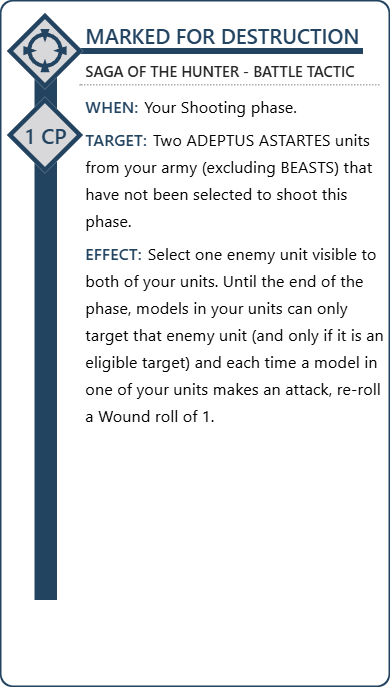 MARKED FOR DESTRUCTION
SAGA OF THE HUNTER - BATTLE TACTIC
WHEN: Your Shooting phase.
1 CP
TARGET: Two ADEPTUS ASTARTES units
from your army (excluding BEASTS) that
have not been selected to shoot this
phase.
EFFECT: Select one enemy unit visible to
both of your units. Until the end of the
phase, models in your units can only
target that enemy unit (and only if it is an
eligible target) and each time a model in
one of your units makes an attack, re-roll
a Wound roll of 1.